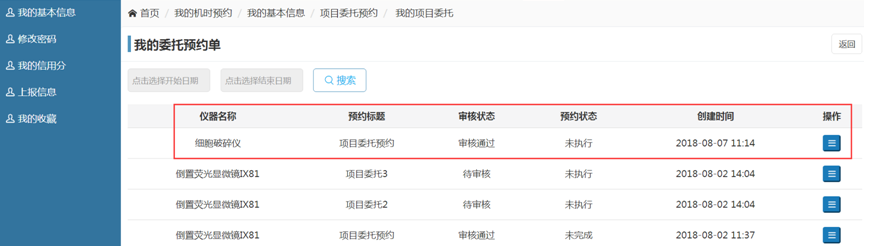 我的基本信息
修改密码
我的信用分
上报信息
我的收藏
首页 / 我的机时预约 / 我的基本信息 / 项目委托预约 / 我的项目委托
我的委托预约单
返回
点击选择开始日期 点击选择结束日期 搜索
仪器名称 预约标题 审核状态 预约状态 创建时间 操作
细胞破碎仪 项目委托预约 审核通过 未执行 2018-08-07 11:14
倒置荧光显微镜IX81 项目委托3 待审核 未执行 2018-08-02 14:04
倒置荧光显微镜IX81 项目委托2 待审核 未执行 2018-08-02 14:04
倒置荧光显微镜IX81 项目委托预约 审核通过 未完成 2018-08-02 11:37